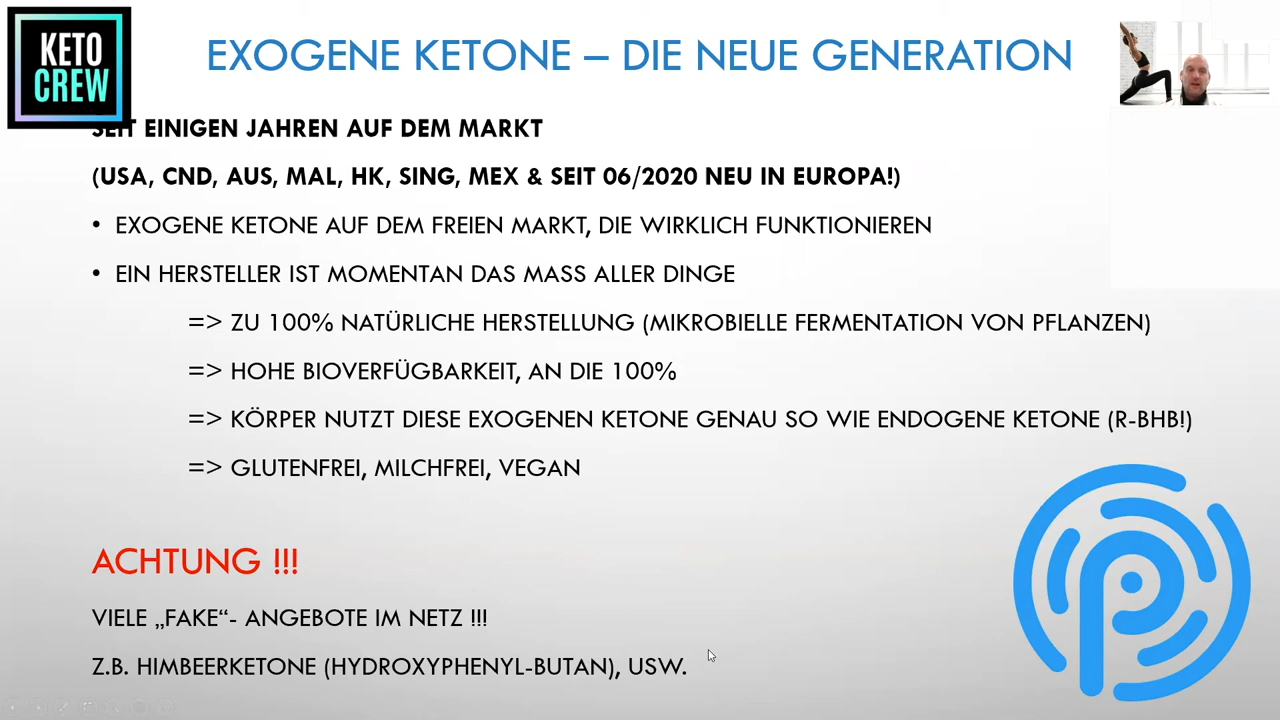 KETO
CREW
EXOGENE KETONE – DIE NEUE GENERATION
SEIT EINIGEN JAHREN AUF DEM MARKT
(USA, CND, AUS, MAL, HK, SING, MEX & SEIT 06/2020 NEU IN EUROPA!)
• EXOGENE KETONE AUF DEM FREIEN MARKT, DIE WIRKLICH FUNKTIONIEREN
• EIN HERSTELLER IST MOMENTAN DAS MASS ALLER DINGE
=> ZU 100% NATÜRLICHE HERSTELLUNG (MIKROBIELLE FERMENTATION VON PFLANZEN)
=> HOHE BIOVERFÜGBARKEIT, AN DIE 100%
=> KÖRPER NUTZT DIESE EXOGENEN KETONE GENAU SO WIE ENDOGENE KETONE (R-BHB!)
=> GLUTENFREI, MILCHFREI, VEGAN
ACHTUNG !!!
VIELE „FAKE“- ANGEBOTE IM NETZ !!!
Z.B. HIMBEERKETONE (HYDROXYPHENYL-BUTAN), USW.